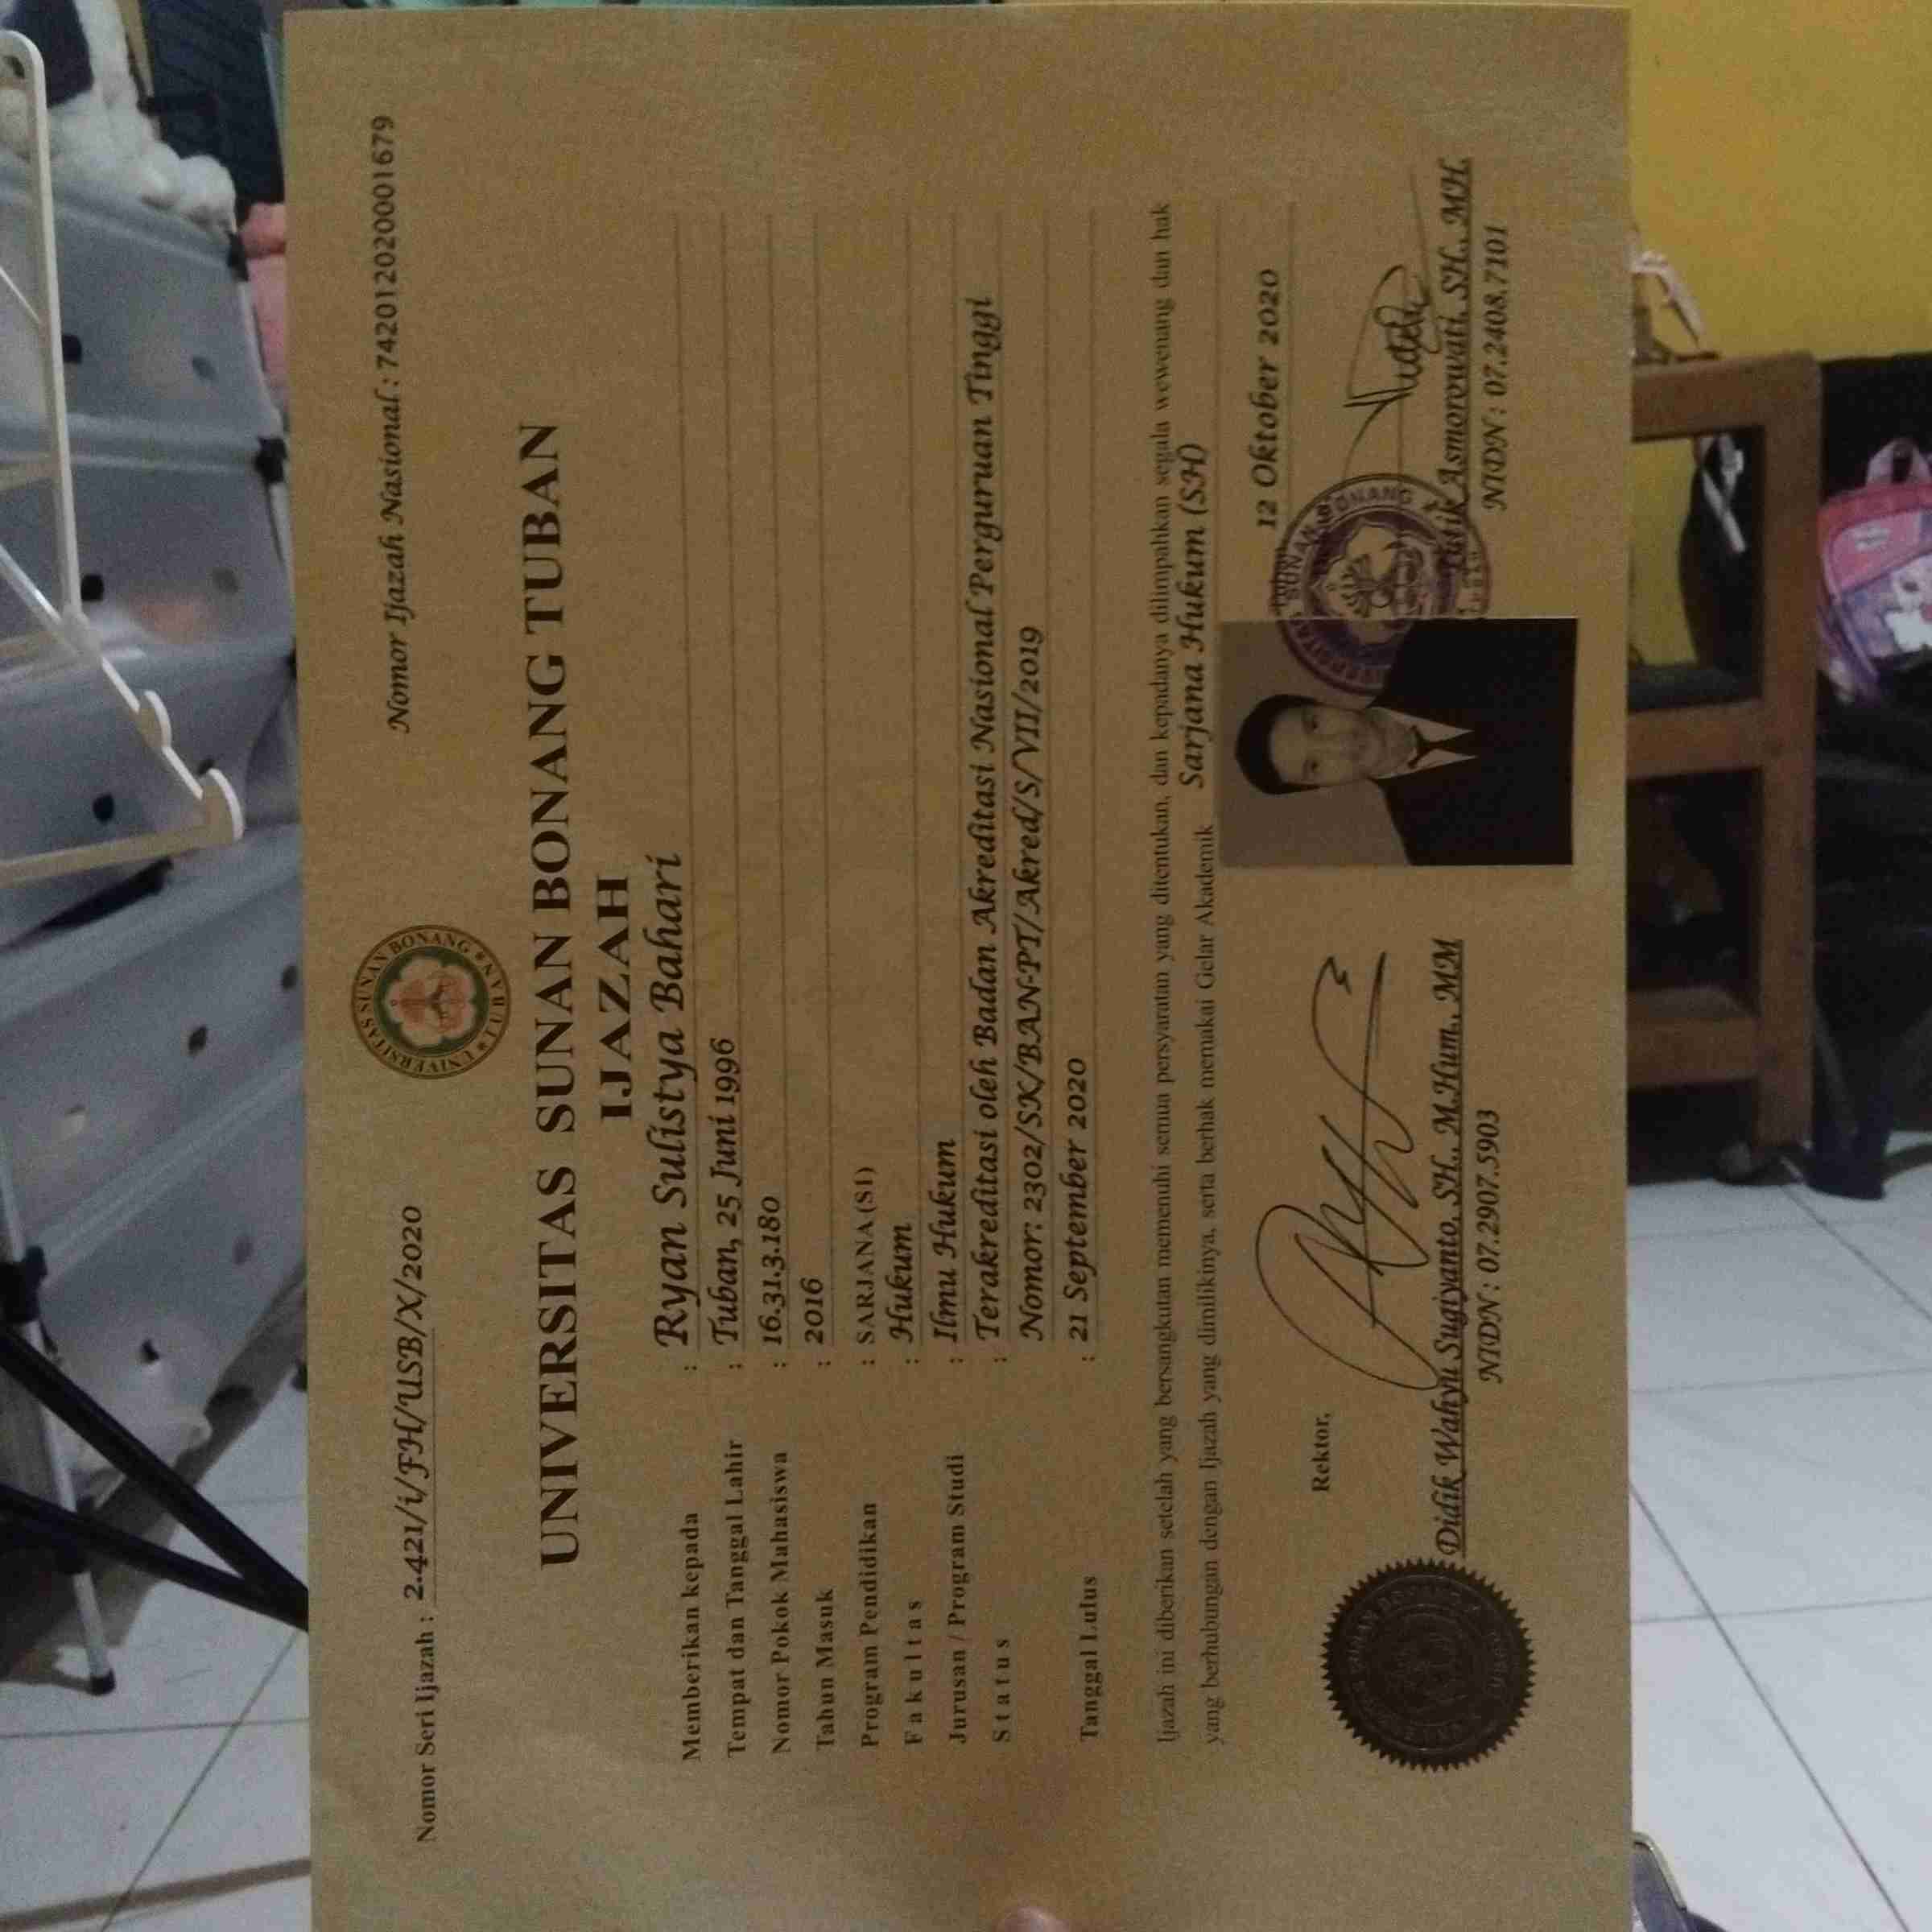 Nomor Seri Ijazah : 2.421/i/FH/USB/X/2020
Nomor Ijazah Nasional : 742012020001679
UNIVERSITAS SUNAN BONANG
TUBAN
UNIVERSITAS SUNAN BONANG TUBAN
IJAZAH
Memberikan kepada : Ryan Sulistya Bahari
Tempat dan Tanggal Lahir : Tuban, 25 Juni 1996
Nomor Pokok Mahasiswa : 16.31.3.180
Tahun Masuk : 2016
Program Pendidikan : SARJANA (S1)
Fakultas : Hukum
Jurusan / Program Studi : Ilmu Hukum
Status : Terakreditasi oleh Badan Akreditasi Nasional Perguruan Tinggi
Nomor: 2302/SK/BAN-PT/Akred/S/VII/2019
Tanggal Lulus : 21 September 2020
Ijazah ini diberikan setelah yang bersangkutan memenuhi semua persyaratan yang ditentukan, dan kepadanya dilimpahkan segala wewenang dan hak
yang berhubungan dengan Ijazah yang dimilikinya, serta berhak memakai Gelar Akademik Sarjana Hukum (SH)
12 Oktober 2020
Rektor,
SUNAN BONANG
Didik Wahyu Sugiyanto, SH., M.Hum., MM
NIDN : 07.2907.5903
Asmorowati, SH., MH.
NIDN : 07.2408.7101